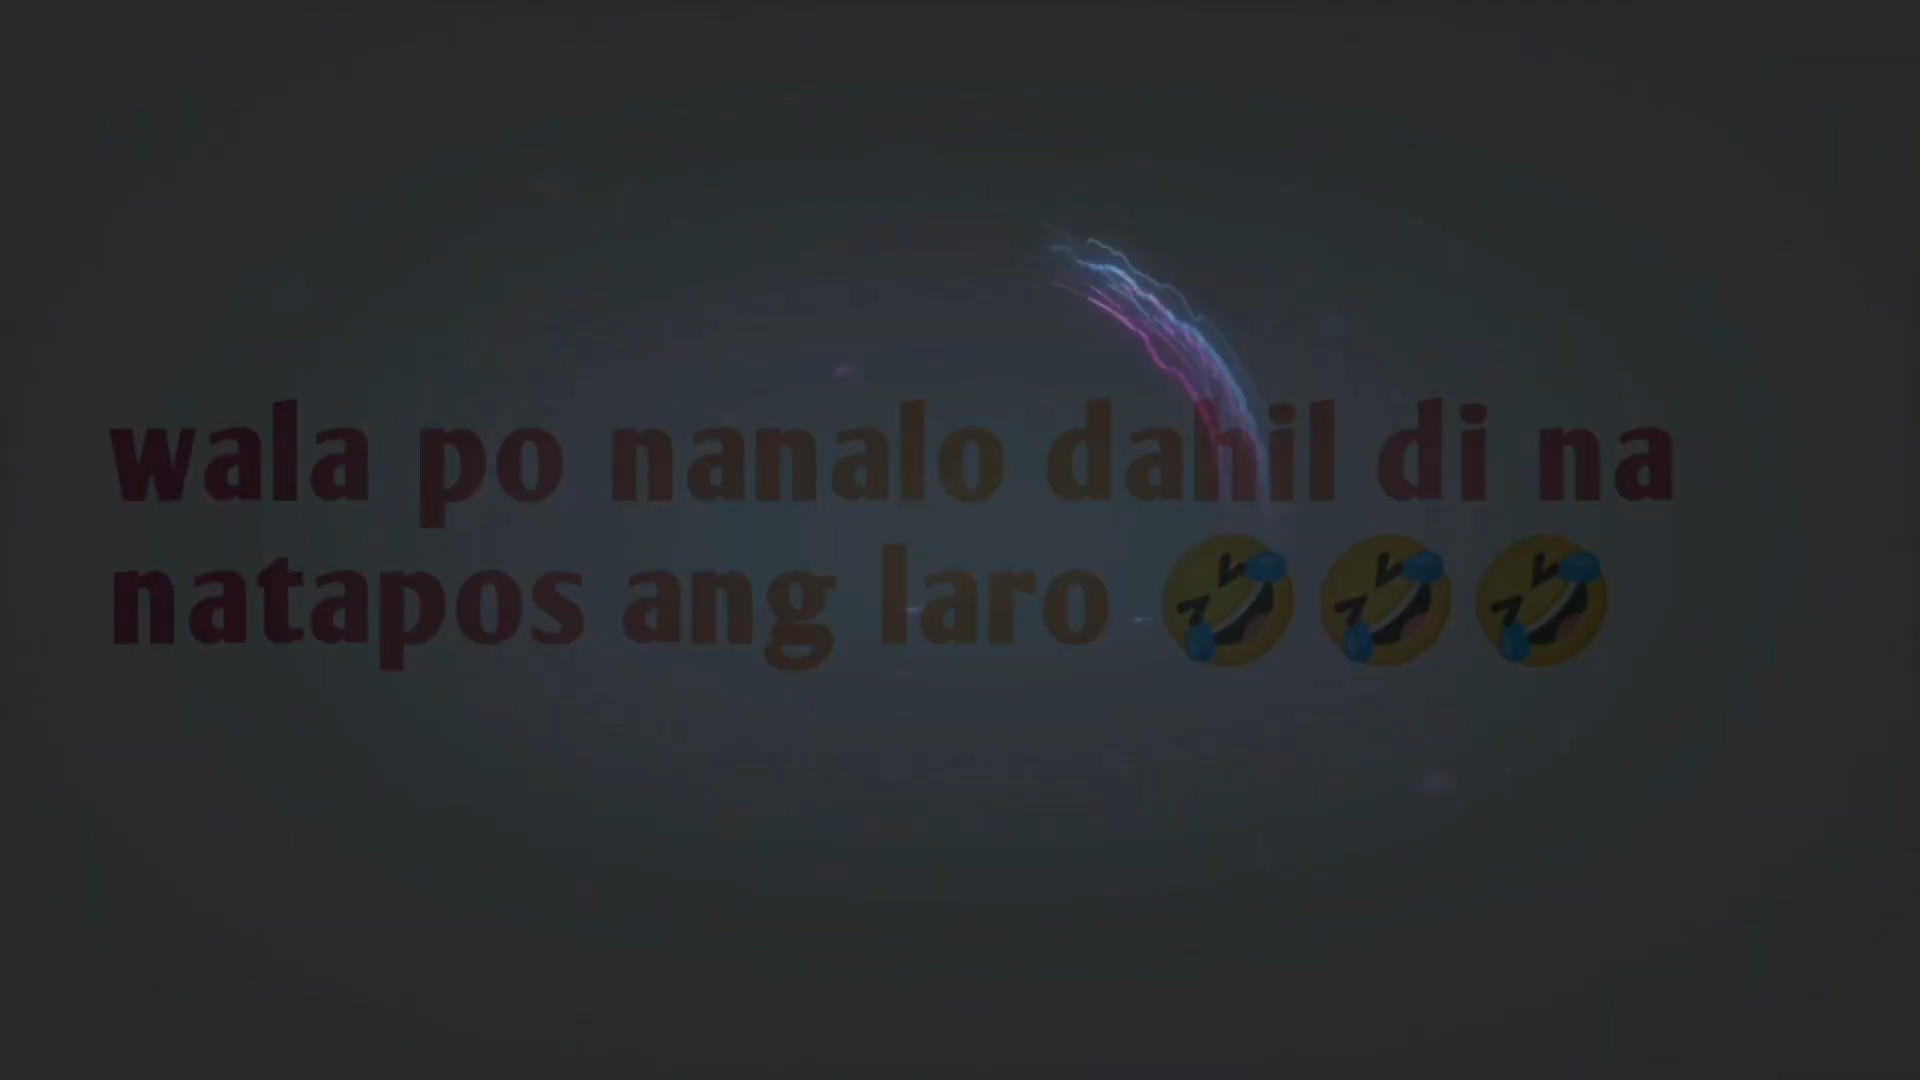 wala po nanalo dahil di na
natapos ang laro 🤣🤣🤣